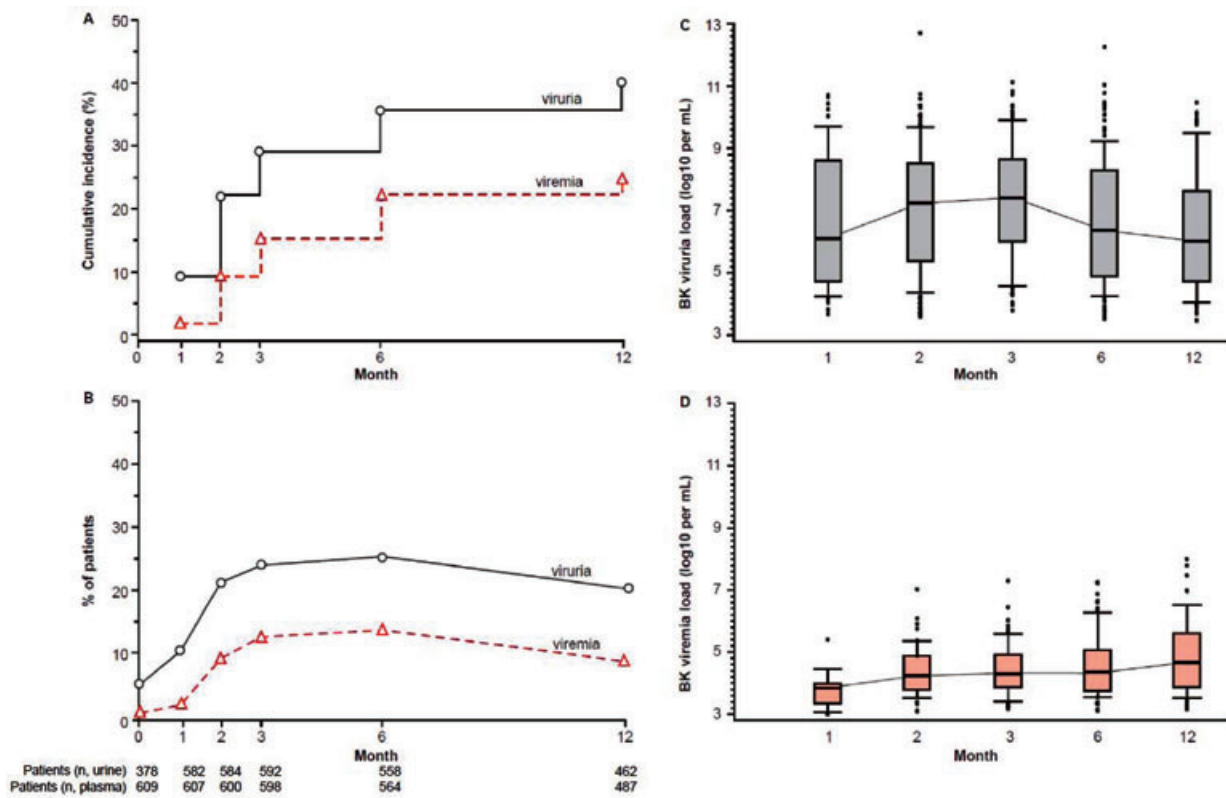 A
50
40
30
20
10
0
Cumulative incidence (%)
viruria
viremia
0 1 2 3 6 12
Month
B
50
40
30
20
10
0
% of patients
viruria
viremia
0 1 2 3 6 12
Month
Patients (n, urine) 378 582 584 592 558 462
Patients (n, plasma) 609 607 600 598 564 487
C
13
11
9
7
5
3
BK viruria load (log10 per mL)
1 2 3 6 12
Month
D
13
11
9
7
5
3
BK viremia load (log10 per mL)
1 2 3 6 12
Month